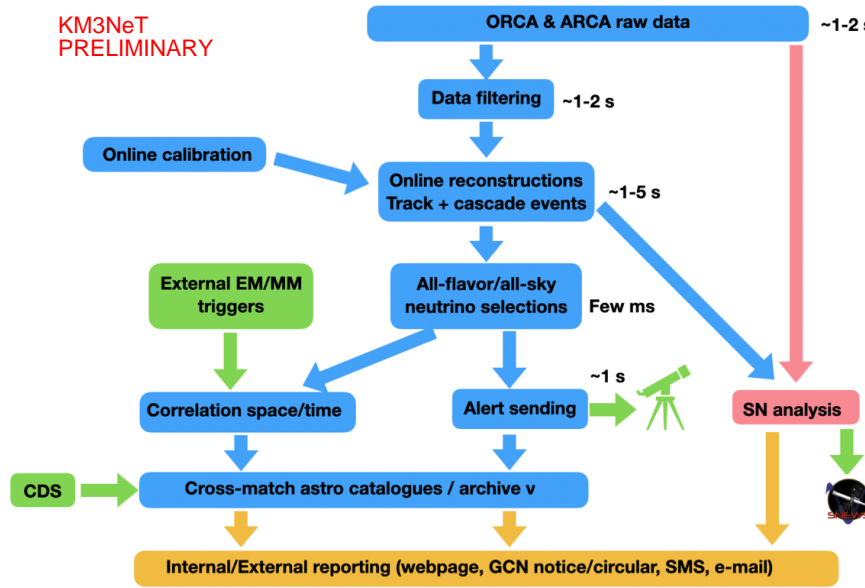 KM3NeT
PRELIMINARY
ORCA & ARCA raw data
~1-2 s
Data filtering
~1-2 s
Online calibration
Online reconstructions
Track + cascade events
~1-5 s
External EM/MM
triggers
All-flavor/all-sky
neutrino selections
Few ms
~1 s
Correlation space/time
Alert sending
SN analysis
CDS
Cross-match astro catalogues / archive ν
Internal/External reporting (webpage, GCN notice/circular, SMS, e-mail)